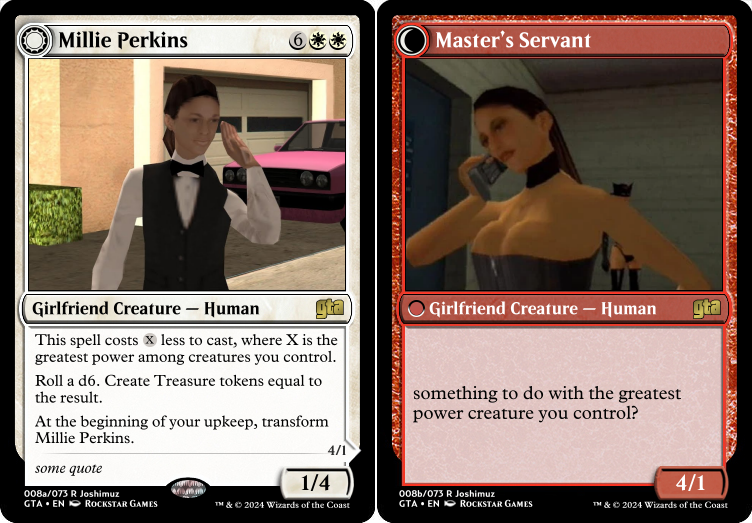 Millie Perkins
6
Girlfriend Creature — Human
gta
This spell costs X less to cast, where X is the
greatest power among creatures you control.
Roll a d6. Create Treasure tokens equal to
the result.
At the beginning of your upkeep, transform
Millie Perkins.
4/1
some quote
1/4
008a/073 R Joshimuz
GTA • EN Rockstar Games
™ & © 2024 Wizards of the Coast
Master's Servant
Girlfriend Creature — Human
gta
something to do with the greatest
power creature you control?
4/1
008b/073 R Joshimuz
GTA • EN Rockstar Games
™ & © 2024 Wizards of the Coast